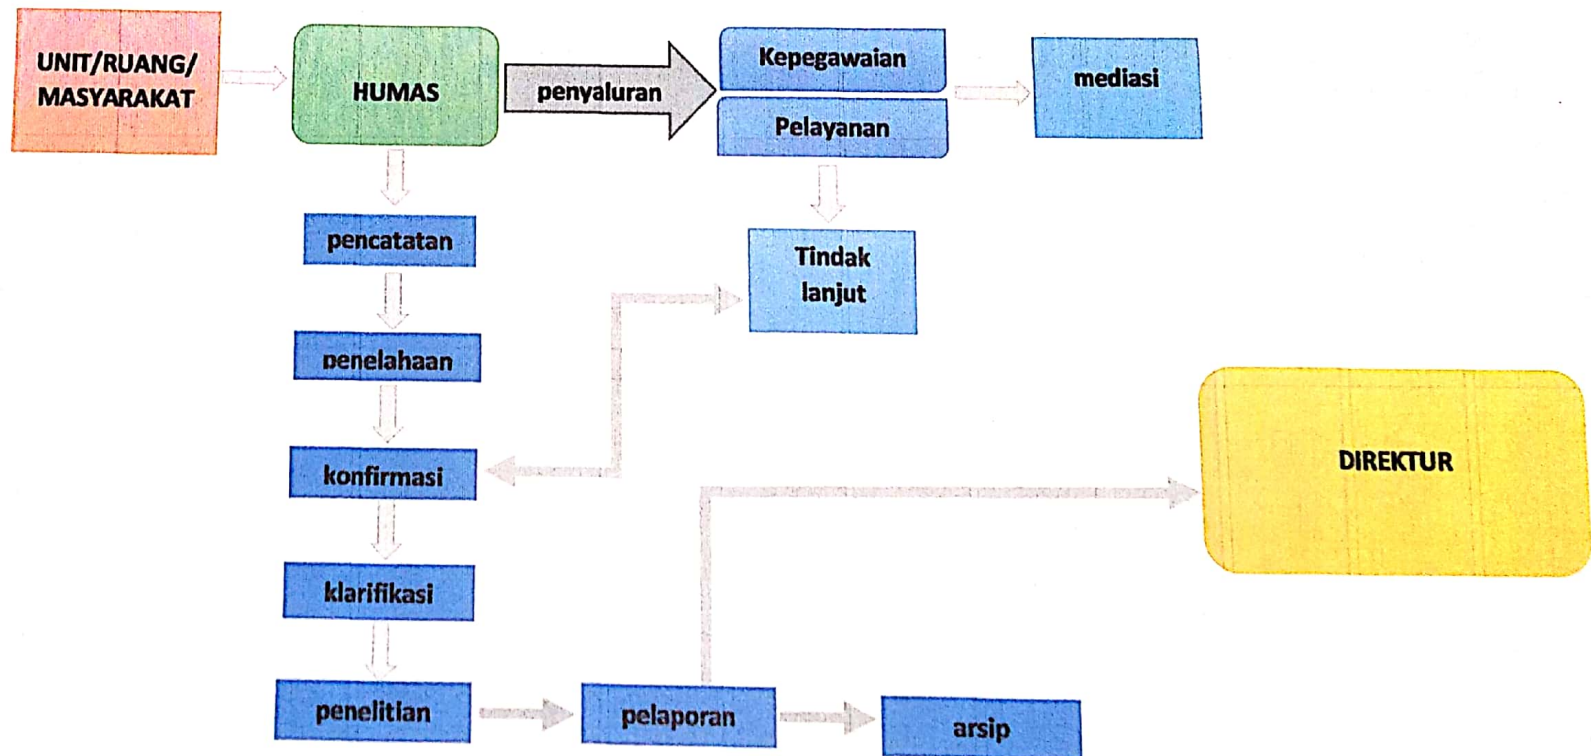 UNIT/RUANG/
MASYARAKAT
HUMAS
penyaluran
Kepegawaian
Pelayanan
mediasi
pencatatan
Tindak
lanjut
penelahaan
konfirmasi
DIREKTUR
klarifikasi
penelitian
pelaporan
arsip